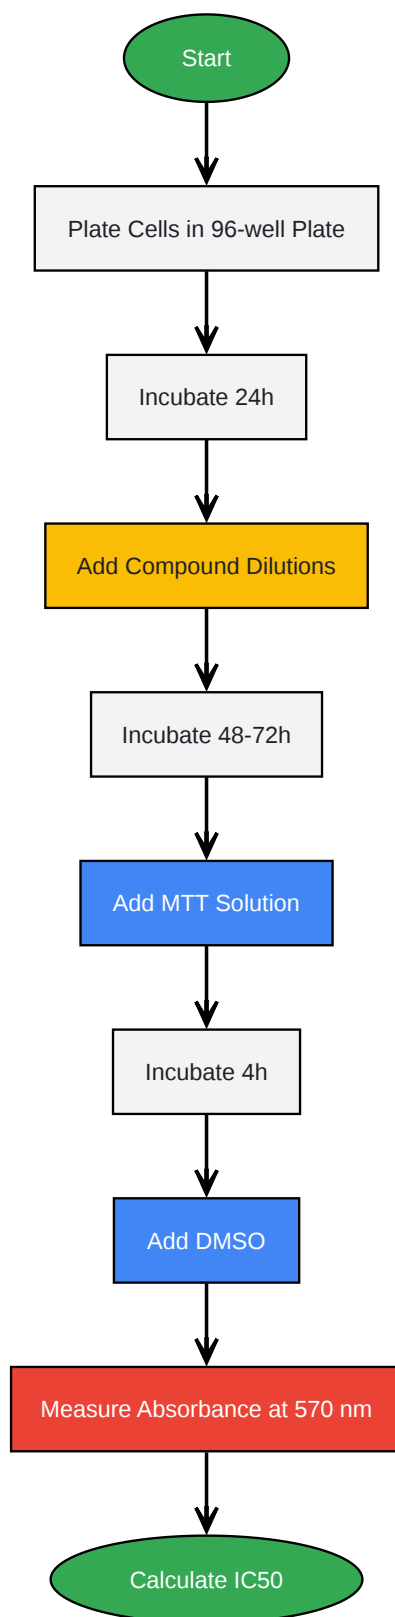 Start
Plate Cells in 96-well Plate
Incubate 24h
Add Compound Dilutions
Incubate 48-72h
Add MTT Solution
Incubate 4h
Add DMSO
Measure Absorbance at 570 nm
Calculate IC50